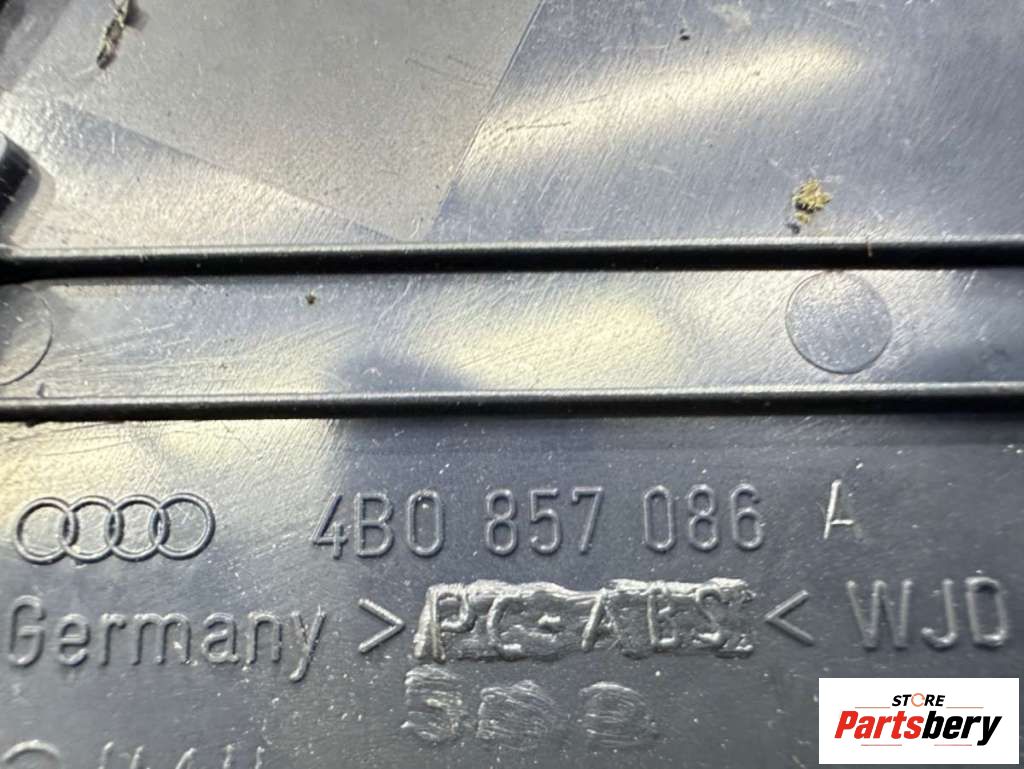 4B0 857 086 A
Germany >PC-ABS< WJD
STORE
Partsbery